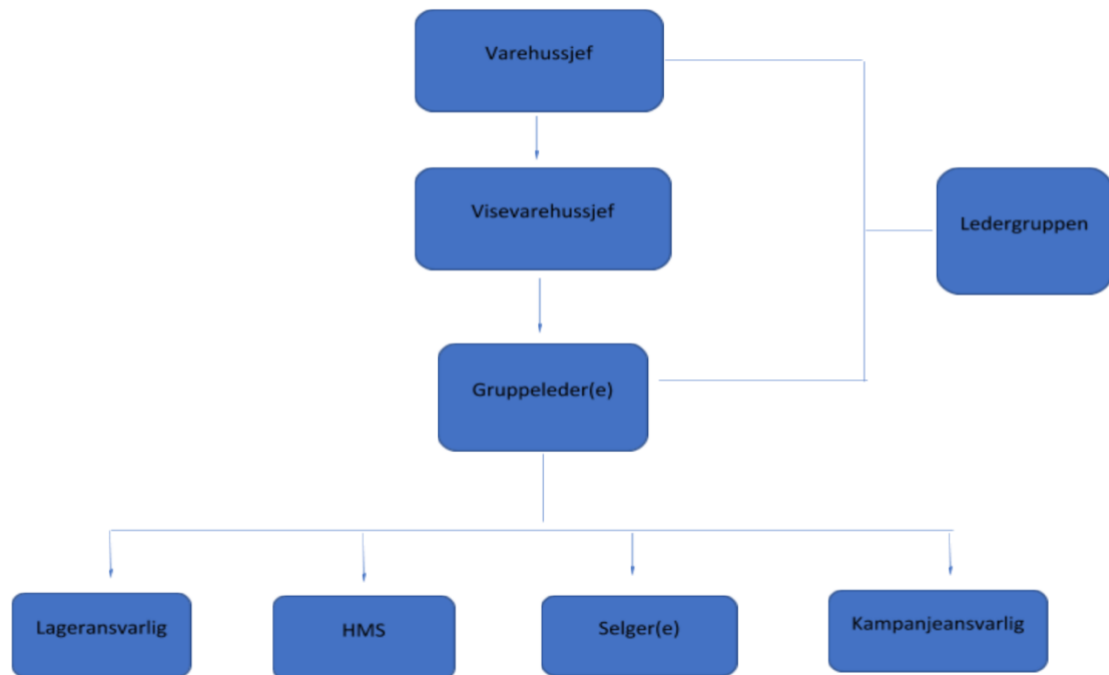 Varehussjef
Visevarehussjef
Ledergruppen
Gruppeleder(e)
Lageransvarlig
HMS
Selger(e)
Kampanjeansvarlig